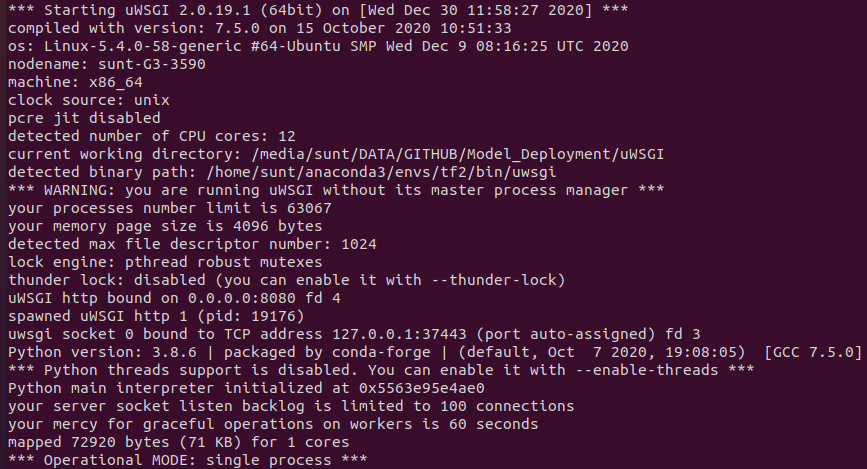 *** Starting uWSGI 2.0.19.1 (64bit) on [Wed Dec 30 11:58:27 2020] ***
compiled with version: 7.5.0 on 15 October 2020 10:51:33
os: Linux-5.4.0-58-generic #64-Ubuntu SMP Wed Dec 9 08:16:25 UTC 2020
nodename: sunt-G3-3590
machine: x86_64
clock source: unix
pcre jit disabled
detected number of CPU cores: 12
current working directory: /media/sunt/DATA/GITHUB/Model_Deployment/uWSGI
detected binary path: /home/sunt/anaconda3/envs/tf2/bin/uwsgi
*** WARNING: you are running uWSGI without its master process manager ***
your processes number limit is 63067
your memory page size is 4096 bytes
detected max file descriptor number: 1024
lock engine: pthread robust mutexes
thunder lock: disabled (you can enable it with --thunder-lock)
uWSGI http bound on 0.0.0.0:8080 fd 4
spawned uWSGI http 1 (pid: 19176)
uwsgi socket 0 bound to TCP address 127.0.0.1:37443 (port auto-assigned) fd 3
Python version: 3.8.6 | packaged by conda-forge | (default, Oct  7 2020, 19:08:05)  [GCC 7.5.0]
*** Python threads support is disabled. You can enable it with --enable-threads ***
Python main interpreter initialized at 0x5563e95e4ae0
your server socket listen backlog is limited to 100 connections
your mercy for graceful operations on workers is 60 seconds
mapped 72920 bytes (71 KB) for 1 cores
*** Operational MODE: single process ***